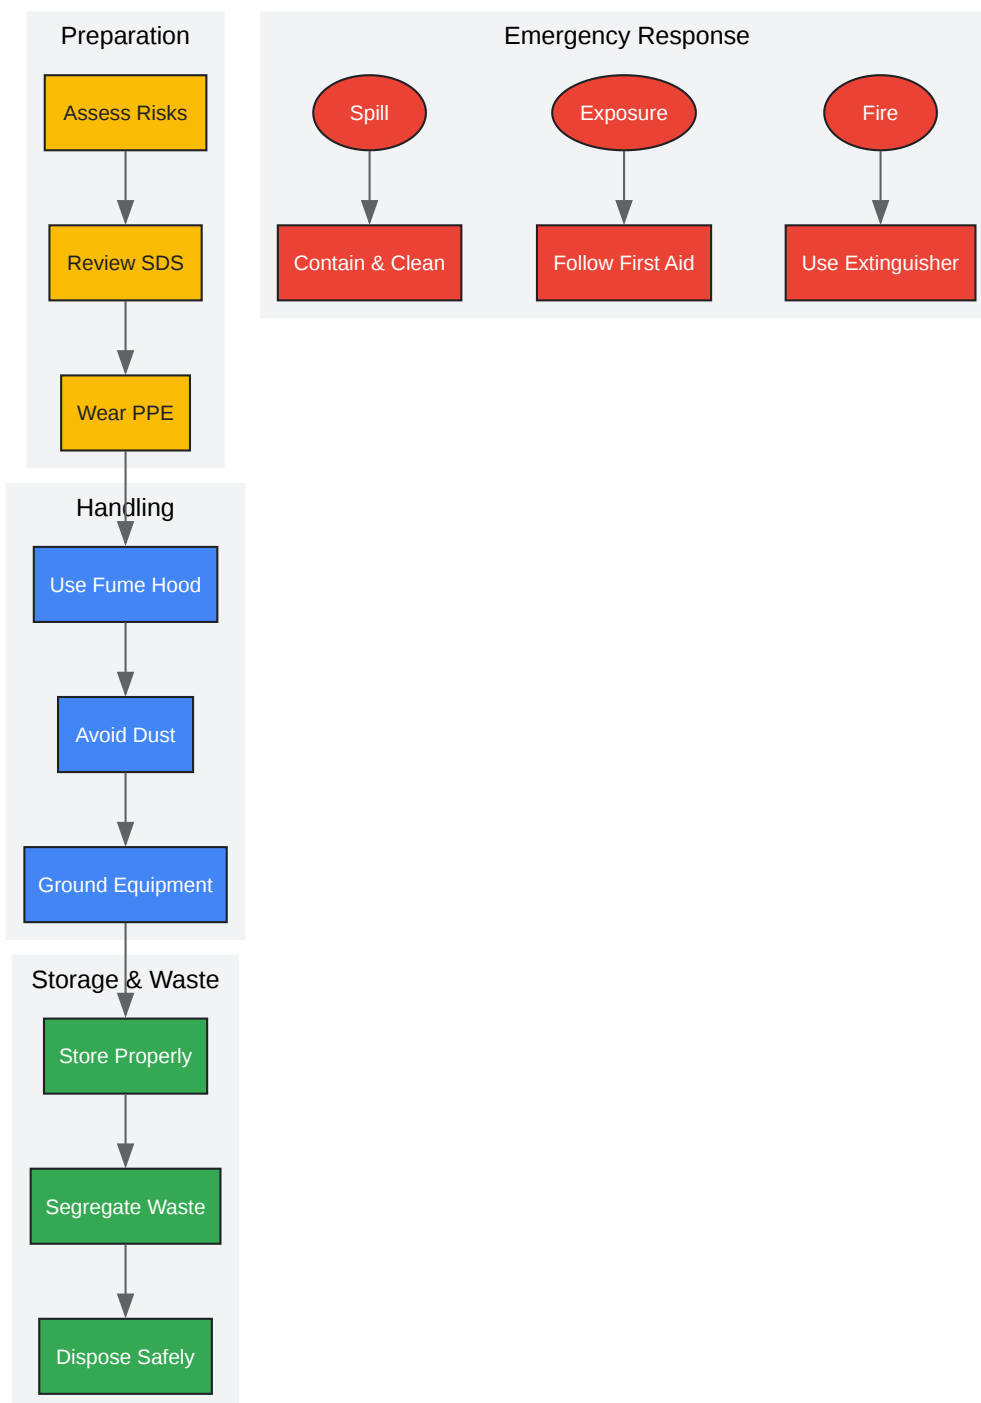 Preparation
Assess Risks
Review SDS
Wear PPE
Handling
Use Fume Hood
Avoid Dust
Ground Equipment
Storage & Waste
Store Properly
Segregate Waste
Dispose Safely
Emergency Response
Spill
Exposure
Fire
Contain & Clean
Follow First Aid
Use Extinguisher